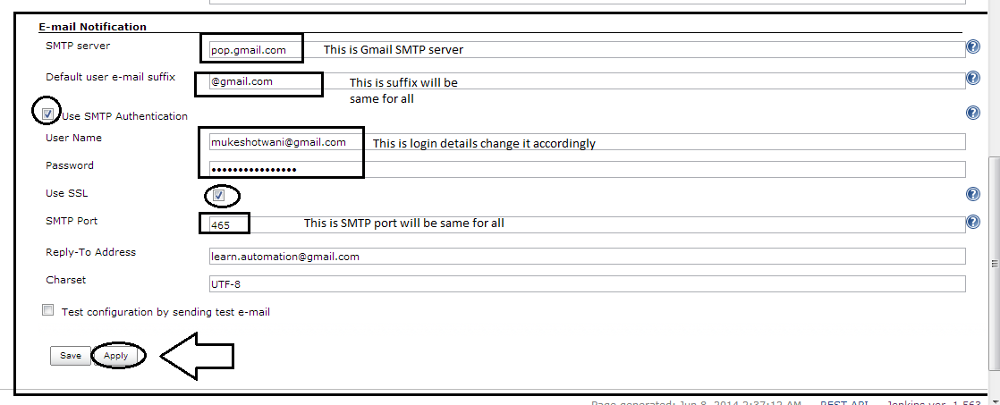 E-mail Notification
SMTP server
pop.gmail.com
This is Gmail SMTP server
Default user e-mail suffix
@gmail.com
This is suffix will be
same for all
Use SMTP Authentication
User Name
mukeshotwani@gmail.com
This is login details change it accordingly
Password
••••••••••••••••
Use SSL
SMTP Port
465
This is SMTP port will be same for all
Reply-To Address
learn.automation@gmail.com
Charset
UTF-8
Test configuration by sending test e-mail
Save
Apply
Page generated: Jun 8, 2014 2:37:12 AM REST API Jenkins ver. 1.563